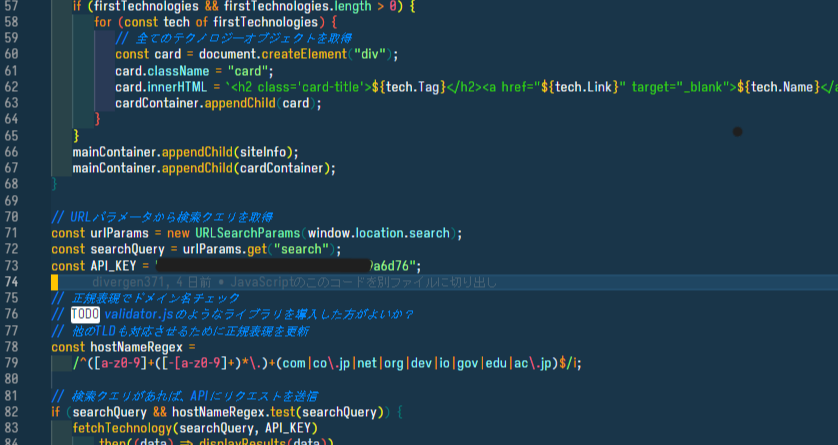 57 if (firstTechnologies && firstTechnologies.length > 0) {
58 for (const tech of firstTechnologies) {
59 // 全てのテクノロジーオブジェクトを取得
60 const card = document.createElement("div");
61 card.className = "card";
62 card.innerHTML = `<h2 class='card-title'>${tech.Tag}</h2><a href="${tech.Link}" target="_blank">${tech.Name}</a
63 cardContainer.appendChild(card);
64 }
65 }
66 mainContainer.appendChild(siteInfo);
67 mainContainer.appendChild(cardContainer);
68 }
69
70 // URLパラメータから検索クエリを取得
71 const urlParams = new URLSearchParams(window.location.search);
72 const searchQuery = urlParams.get("search");
73 const API_KEY = "a6d76";
74 divergen371, 4 日前 • JavaScriptのこのコードを別ファイルに切り出し
75 // 正規表現でドメイン名チェック
76 // TODO validator.jsのようなライブラリを導入した方がよいか?
77 // 他のTLDも対応させるために正規表現を更新
78 const hostNameRegex =
79 /^([a-z0-9]+([-[a-z0-9]+)*\.)+(com|co\.jp|net|org|dev|io|gov|edu|ac\.jp)$/i;
80
81 // 検索クエリがあれば、APIにリクエストを送信
82 if (searchQuery && hostNameRegex.test(searchQuery)) {
83 fetchTechnology(searchQuery, API_KEY)
84 .then((data) => displayResults(data))